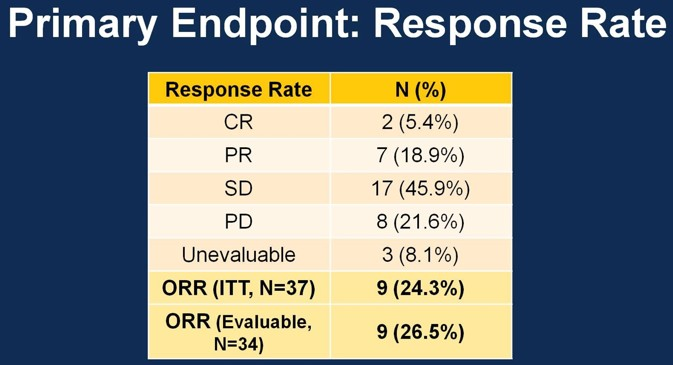 Primary Endpoint: Response Rate
Response Rate N (%)
CR 2 (5.4%)
PR 7 (18.9%)
SD 17 (45.9%)
PD 8 (21.6%)
Unevaluable 3 (8.1%)
ORR (ITT, N=37) 9 (24.3%)
ORR (Evaluable,
N=34) 9 (26.5%)